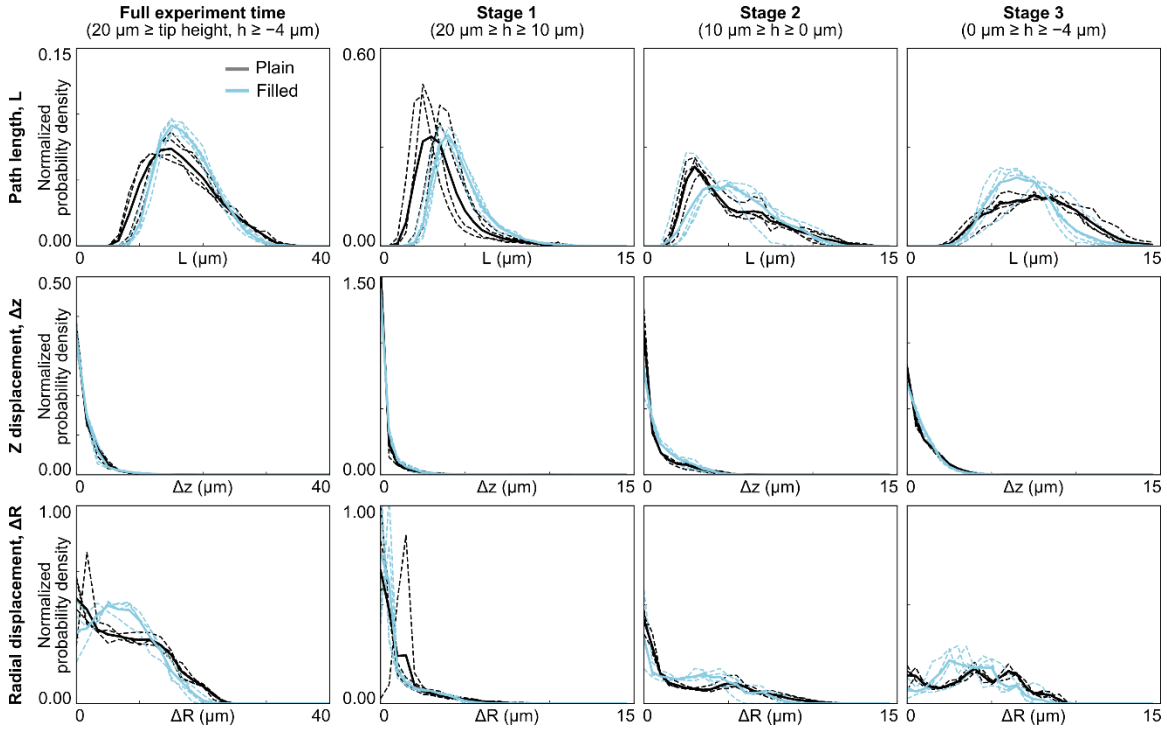 Full experiment time
(20 µm ≥ tip height, h ≥ −4 µm)
Stage 1
(20 µm ≥ h ≥ 10 µm)
Stage 2
(10 µm ≥ h ≥ 0 µm)
Stage 3
(0 µm ≥ h ≥ −4 µm)
Path length, L
Normalized
probability density
0.15
0.00
Plain
Filled
L (µm)
40
0.60
0.00
L (µm)
15
L (µm)
15
L (µm)
15
Z displacement, Δz
Normalized
probability density
0.50
0.00
0
Δz (µm)
40
1.50
0.00
0
Δz (µm)
15
0
Δz (µm)
15
0
Δz (µm)
15
Radial displacement, ΔR
Normalized
probability density
1.00
0.00
0
ΔR (µm)
40
1.00
0.00
0
ΔR (µm)
15
0
ΔR (µm)
15
0
ΔR (µm)
15